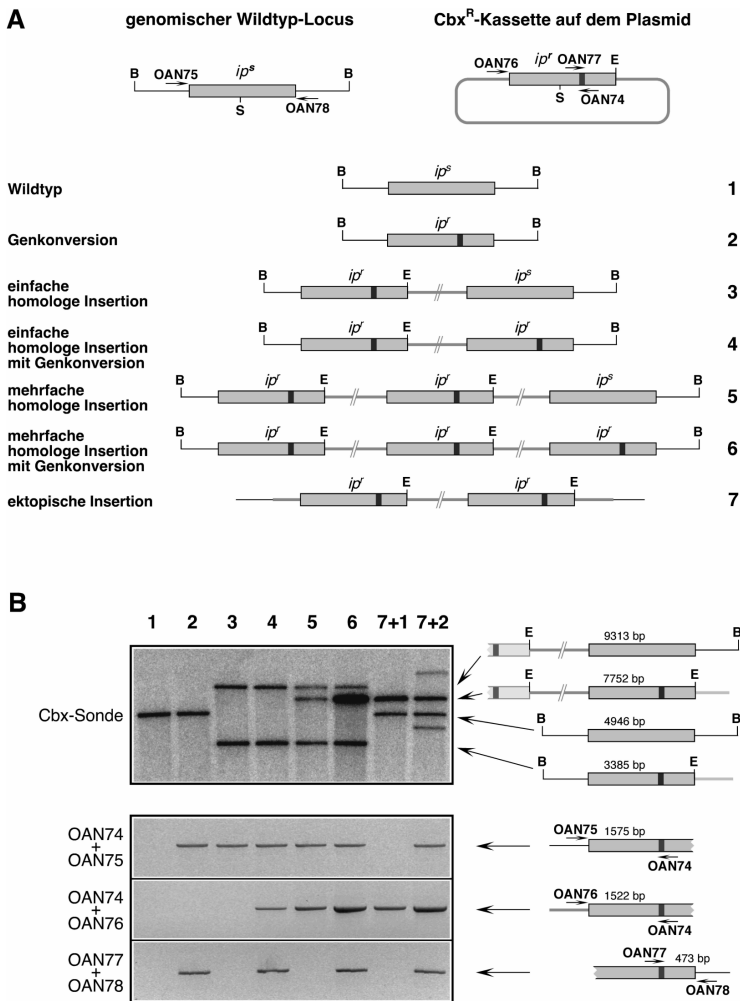 A
genomischer Wildtyp-Locus
Cbx^R-Kassette auf dem Plasmid
B OAN75 ip^s B
OAN78
S
OAN76 ip^r OAN77 E
S OAN74
Wildtyp B ip^s B 1
Genkonversion B ip^r B 2
einfache
homologe Insertion
B ip^r E ip^s B 3
einfache
homologe Insertion
mit Genkonversion
B ip^r E ip^r B 4
mehrfache
homologe Insertion
B ip^r E ip^r E ip^s B 5
mehrfache
homologe Insertion
mit Genkonversion
B ip^r E ip^r E ip^r B 6
ektopische Insertion ip^r E ip^r E 7
B
1 2 3 4 5 6 7+1 7+2
Cbx-Sonde
E 9313 bp B
E 7752 bp E
B 4946 bp B
B 3385 bp E
OAN74
+
OAN75
OAN75 1575 bp
OAN74
OAN74
+
OAN76
OAN76 1522 bp
OAN74
OAN77
+
OAN78
OAN77 473 bp
OAN78